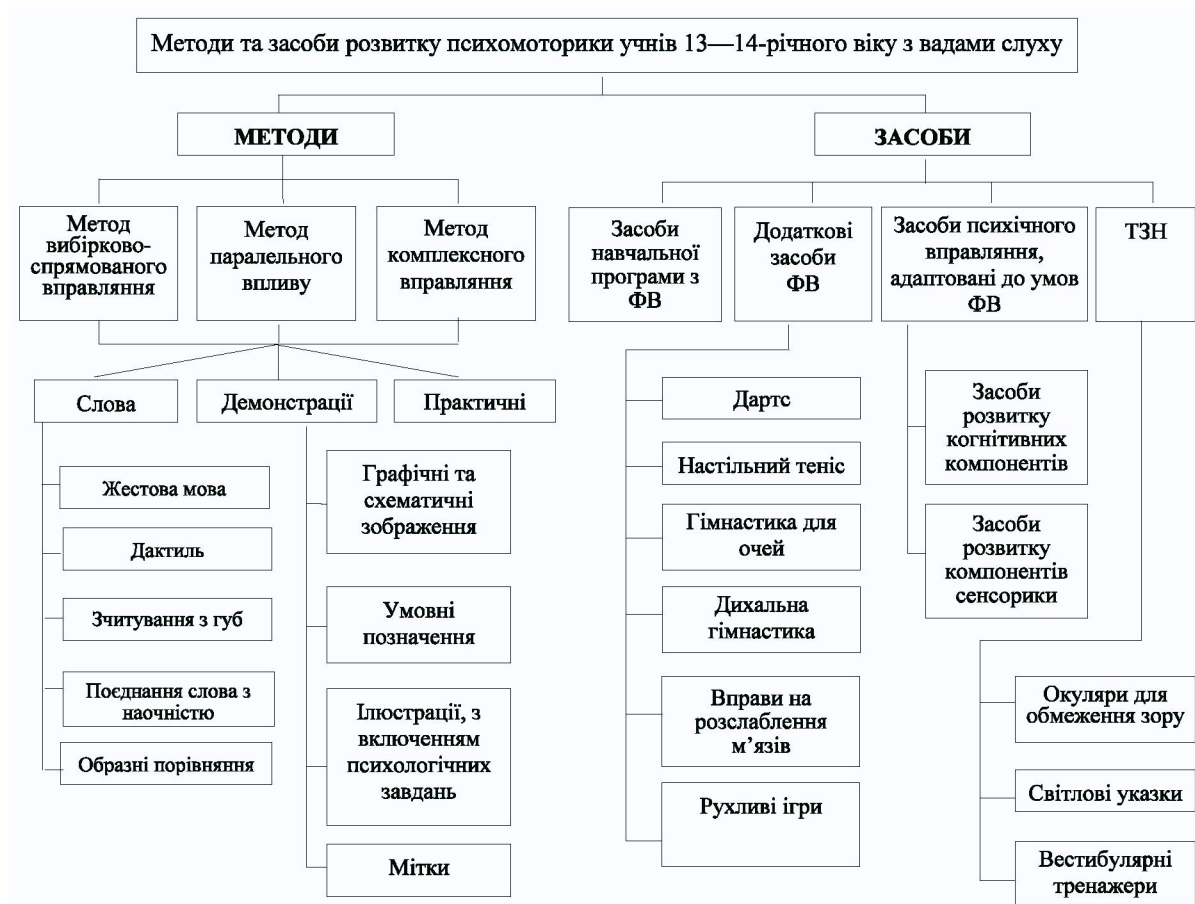 Методи та засоби розвитку психомоторики учнів 13—14-річного віку з вадами слуху
МЕТОДИ
ЗАСОБИ
Метод
вибірково-
спрямованого
вправляння
Метод
паралельного
впливу
Метод
комплексного
вправляння
Засоби
навчальної
програми з
ФВ
Додаткові
засоби
ФВ
Засоби психічного
вправляння,
адаптовані до умов
ФВ
ТЗН
Слова
Демонстрації
Практичні
Жестова мова
Дактиль
Зчитування з губ
Поєднання слова з
наочністю
Образні порівняння
Графічні та
схематичні
зображення
Умовні
позначення
Ілюстрації, з
включенням
психологічних
завдань
Мітки
Дартс
Настільний теніс
Гімнастика для
очей
Дихальна
гімнастика
Вправи на
розслаблення
м’язів
Рухливі ігри
Засоби
розвитку
когнітивних
компонентів
Засоби
розвитку
компонентів
сенсорики
Окуляри для
обмеження зору
Світлові указки
Вестибулярні
тренажери